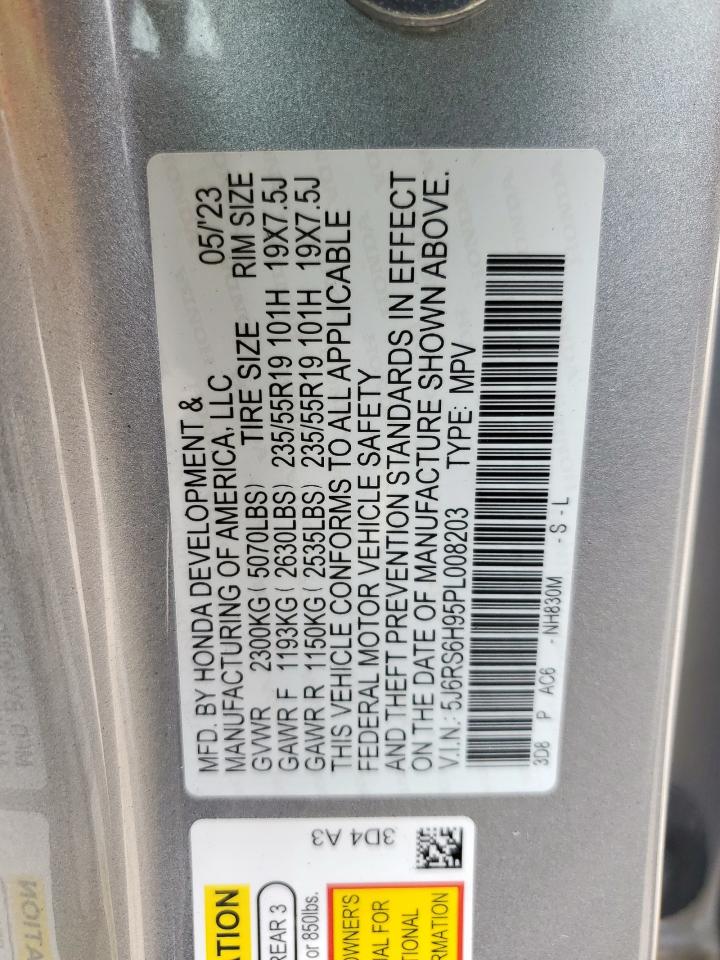 MFD. BY HONDA DEVELOPMENT &
MANUFACTURING OF AMERICA, LLC 05/'23
GVWR 2300KG ( 5070LBS) TIRE SIZE RIM SIZE
GAWR F 1193KG ( 2630LBS) 235/55R19 101H 19X7.5J
GAWR R 1150KG ( 2535LBS) 235/55R19 101H 19X7.5J
THIS VEHICLE CONFORMS TO ALL APPLICABLE
FEDERAL MOTOR VEHICLE SAFETY
AND THEFT PREVENTION STANDARDS IN EFFECT
ON THE DATE OF MANUFACTURE SHOWN ABOVE.
V.I.N.: 5J6RS6H95PL008203 TYPE: MPV
3D8 P AC6 - NH830M - S - L
3D4 A3
ATION
REAR 3
or 850lbs.
OWNER'S
FOR
RMATION